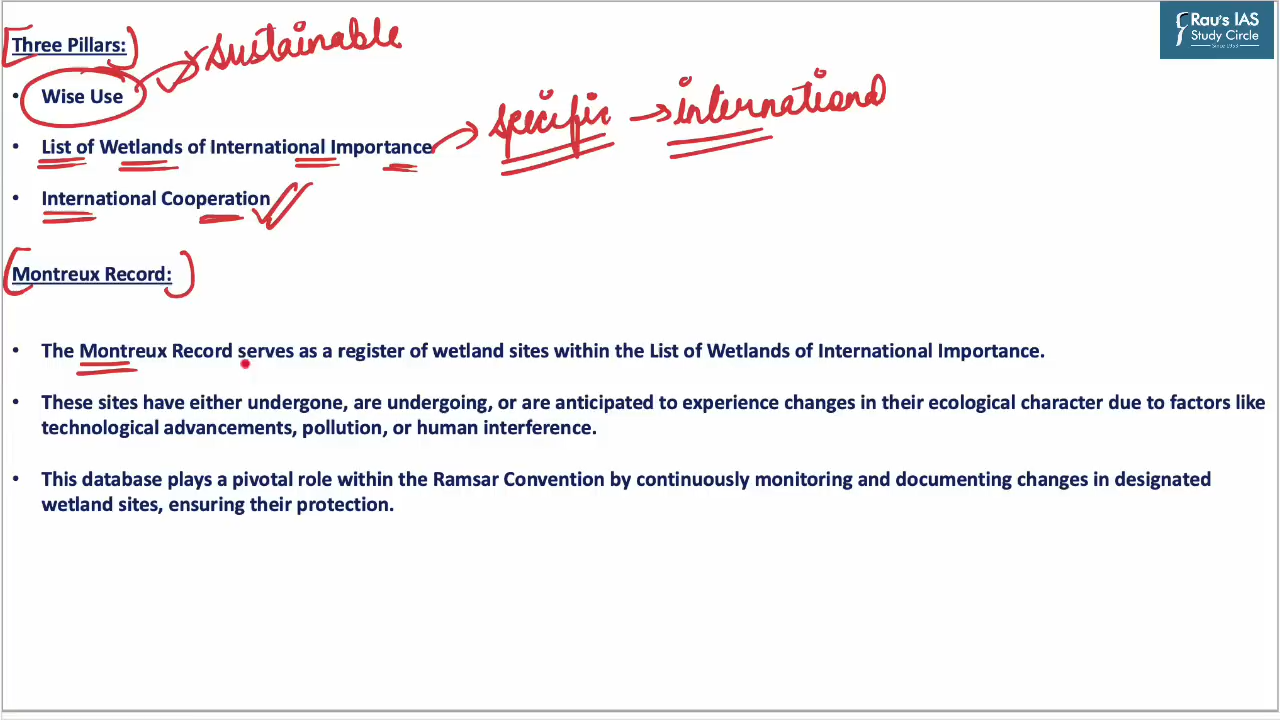 Rau's IAS
Study Circle
Since 1953
Three Pillars:
sustainable
• Wise Use
specific → international
• List of Wetlands of International Importance
• International Cooperation
Montreux Record:
• The Montreux Record serves as a register of wetland sites within the List of Wetlands of International Importance.
• These sites have either undergone, are undergoing, or are anticipated to experience changes in their ecological character due to factors like
technological advancements, pollution, or human interference.
• This database plays a pivotal role within the Ramsar Convention by continuously monitoring and documenting changes in designated
wetland sites, ensuring their protection.